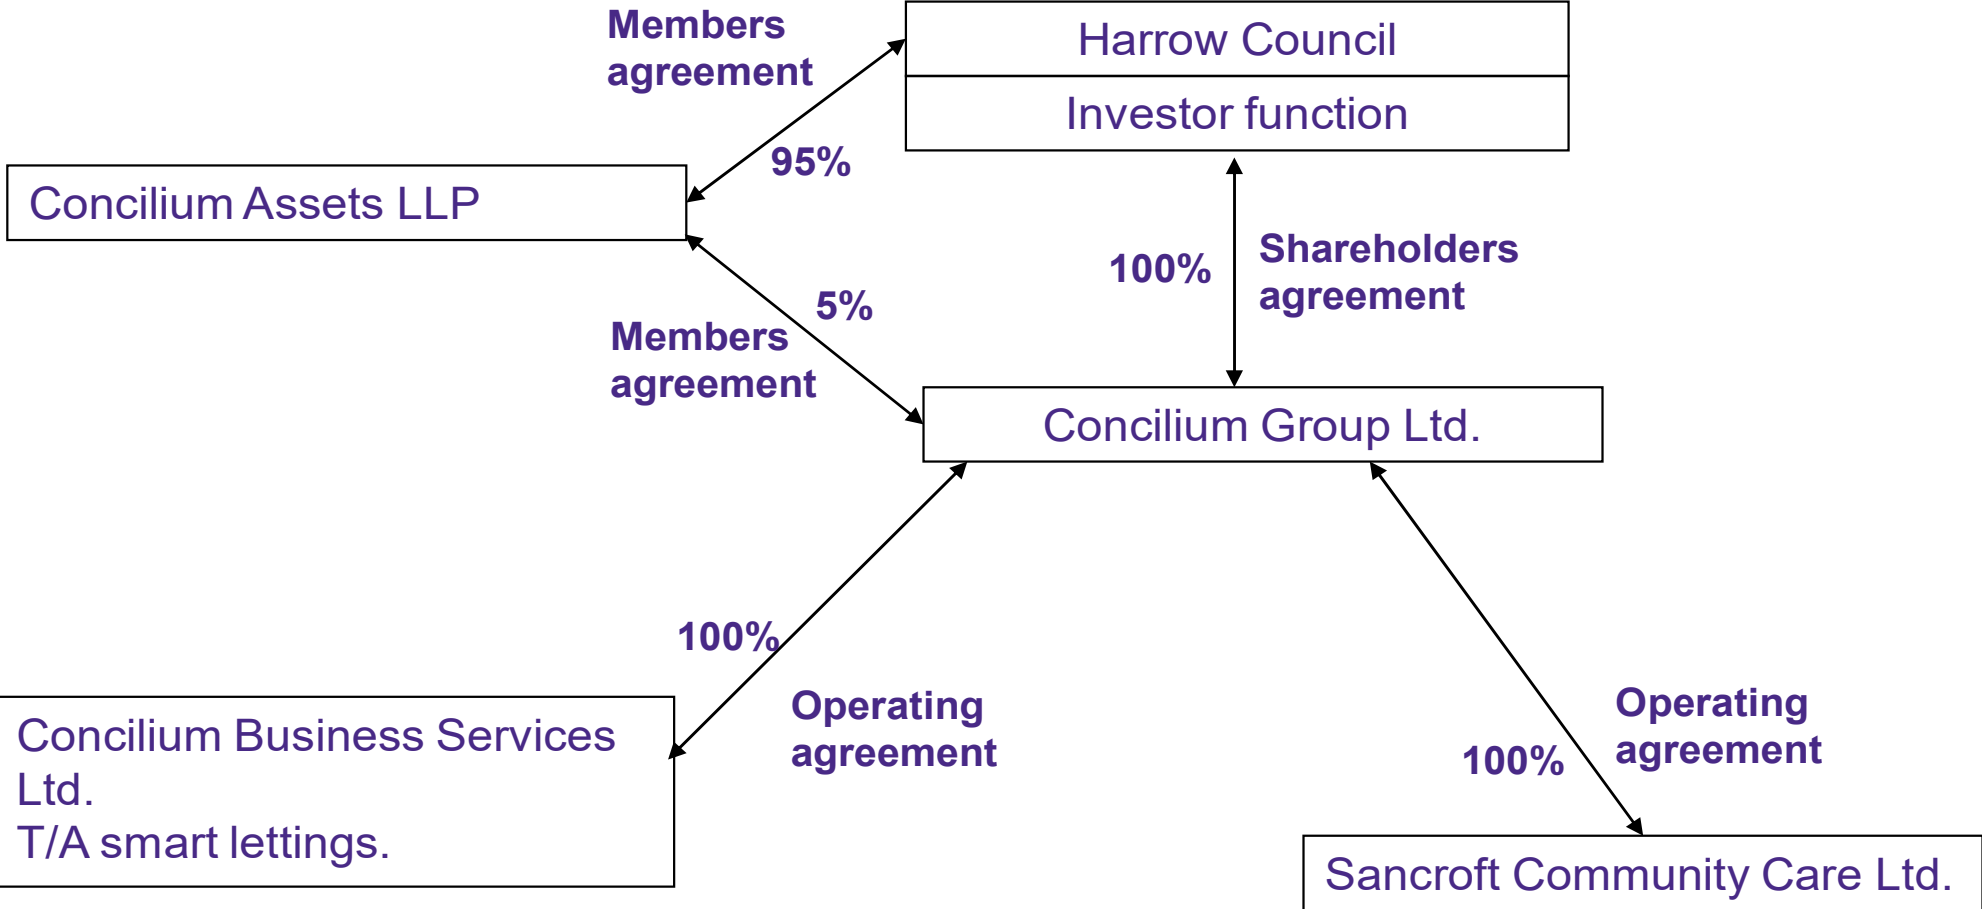 Members
agreement
Harrow Council
Investor function
95%
Concilium Assets LLP
100%
Shareholders
agreement
5%
Members
agreement
Concilium Group Ltd.
100%
Operating
agreement
Concilium Business Services
Ltd.
T/A smart lettings.
Operating
agreement
100%
Sancroft Community Care Ltd.